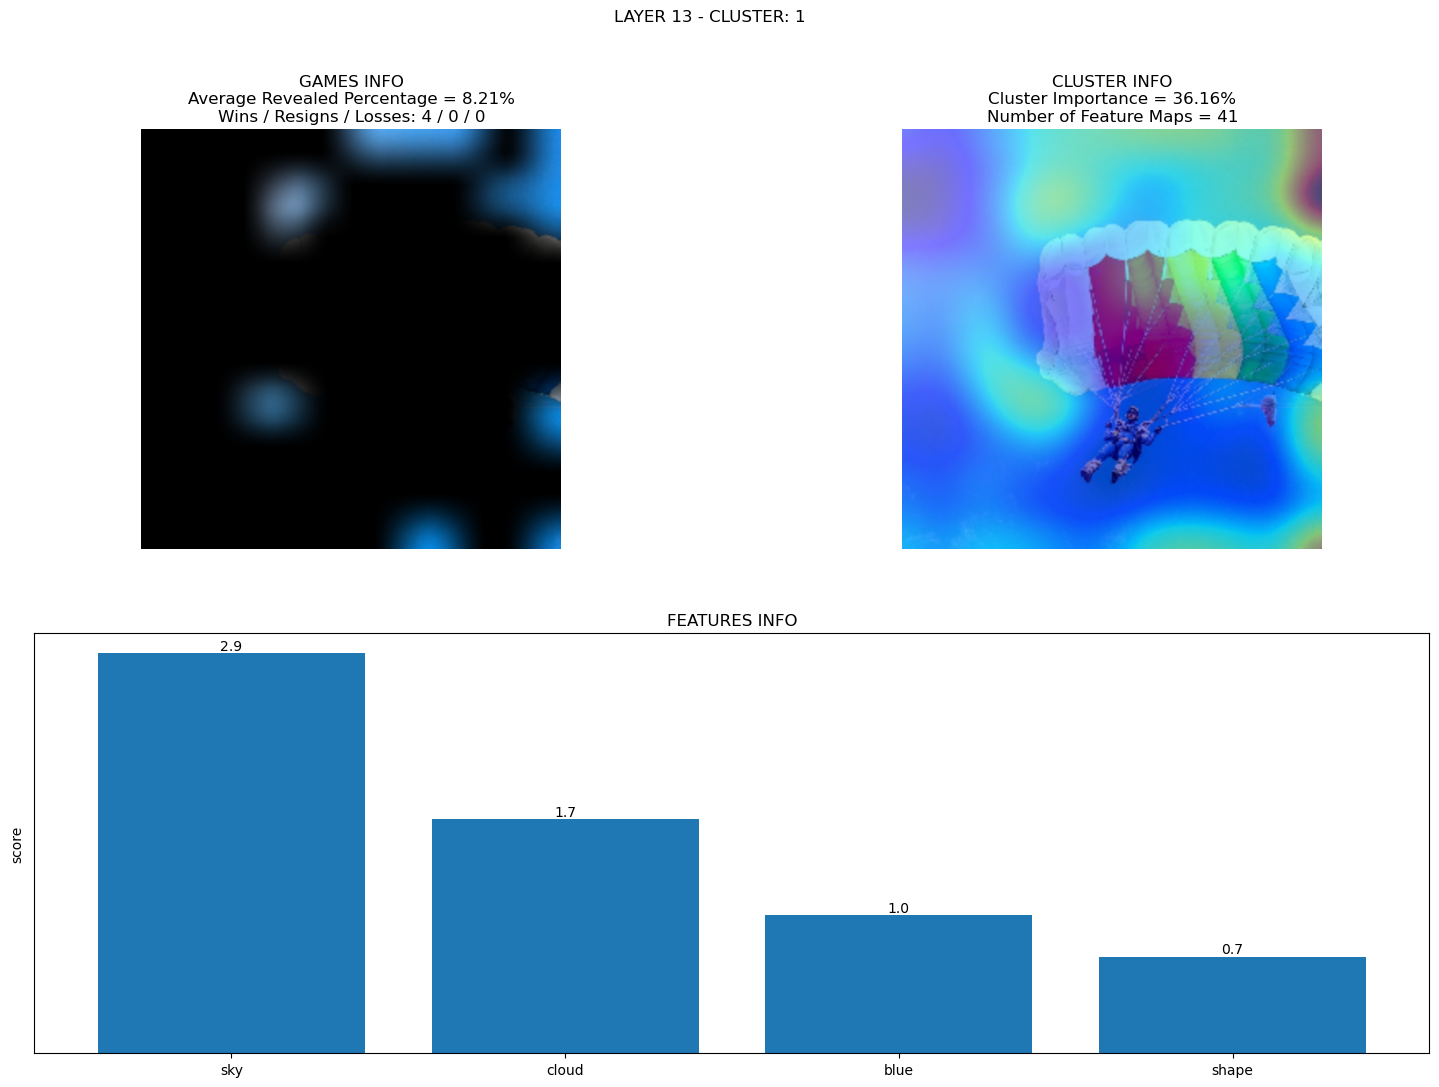 LAYER 13 - CLUSTER: 1
GAMES INFO
Average Revealed Percentage = 8.21%
Wins / Resigns / Losses: 4 / 0 / 0
CLUSTER INFO
Cluster Importance = 36.16%
Number of Feature Maps = 41
FEATURES INFO
score
2.9
1.7
1.0
0.7
sky
cloud
blue
shape